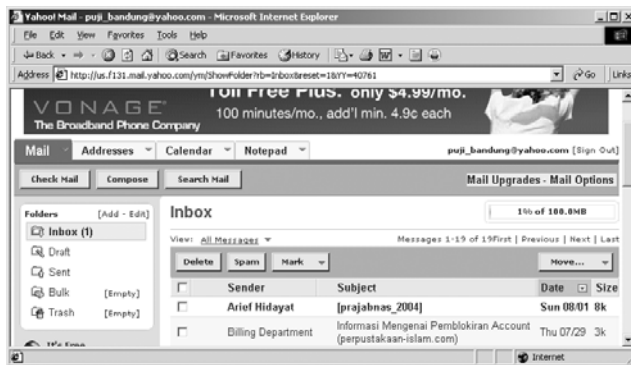 Yahoo! Mail - puji_bandung@yahoo.com - Microsoft Internet Explorer
File Edit View Favorites Tools Help
Back Search Favorites History
Address http://us.f131.mail.yahoo.com/ym/ShowFolder?rb=Inbox&reset=1&YY=40761 Go Links
Toll Free Plus. only $4.99/mo.
VONAGE 100 minutes/mo., add'l min. 4.9¢ each
The Broadband Phone Company
Mail Addresses Calendar Notepad puji_bandung@yahoo.com [Sign Out]
Check Mail Compose Search Mail Mail Upgrades - Mail Options
Folders [Add - Edit] Inbox 1% of 100.0MB
Inbox (1)
View: All Messages Messages 1-19 of 19 First | Previous | Next | Last
Draft
Delete Spam Mark Move...
Sent
Sender Subject Date Size
Bulk [Empty]
Arief Hidayat [prajabnas_2004] Sun 08/01 8k
Trash [Empty]
Billing Department Informasi Mengenai Pemblokiran Account (perpustakaan-islam.com) Thu 07/29 3k
It's Free
Internet